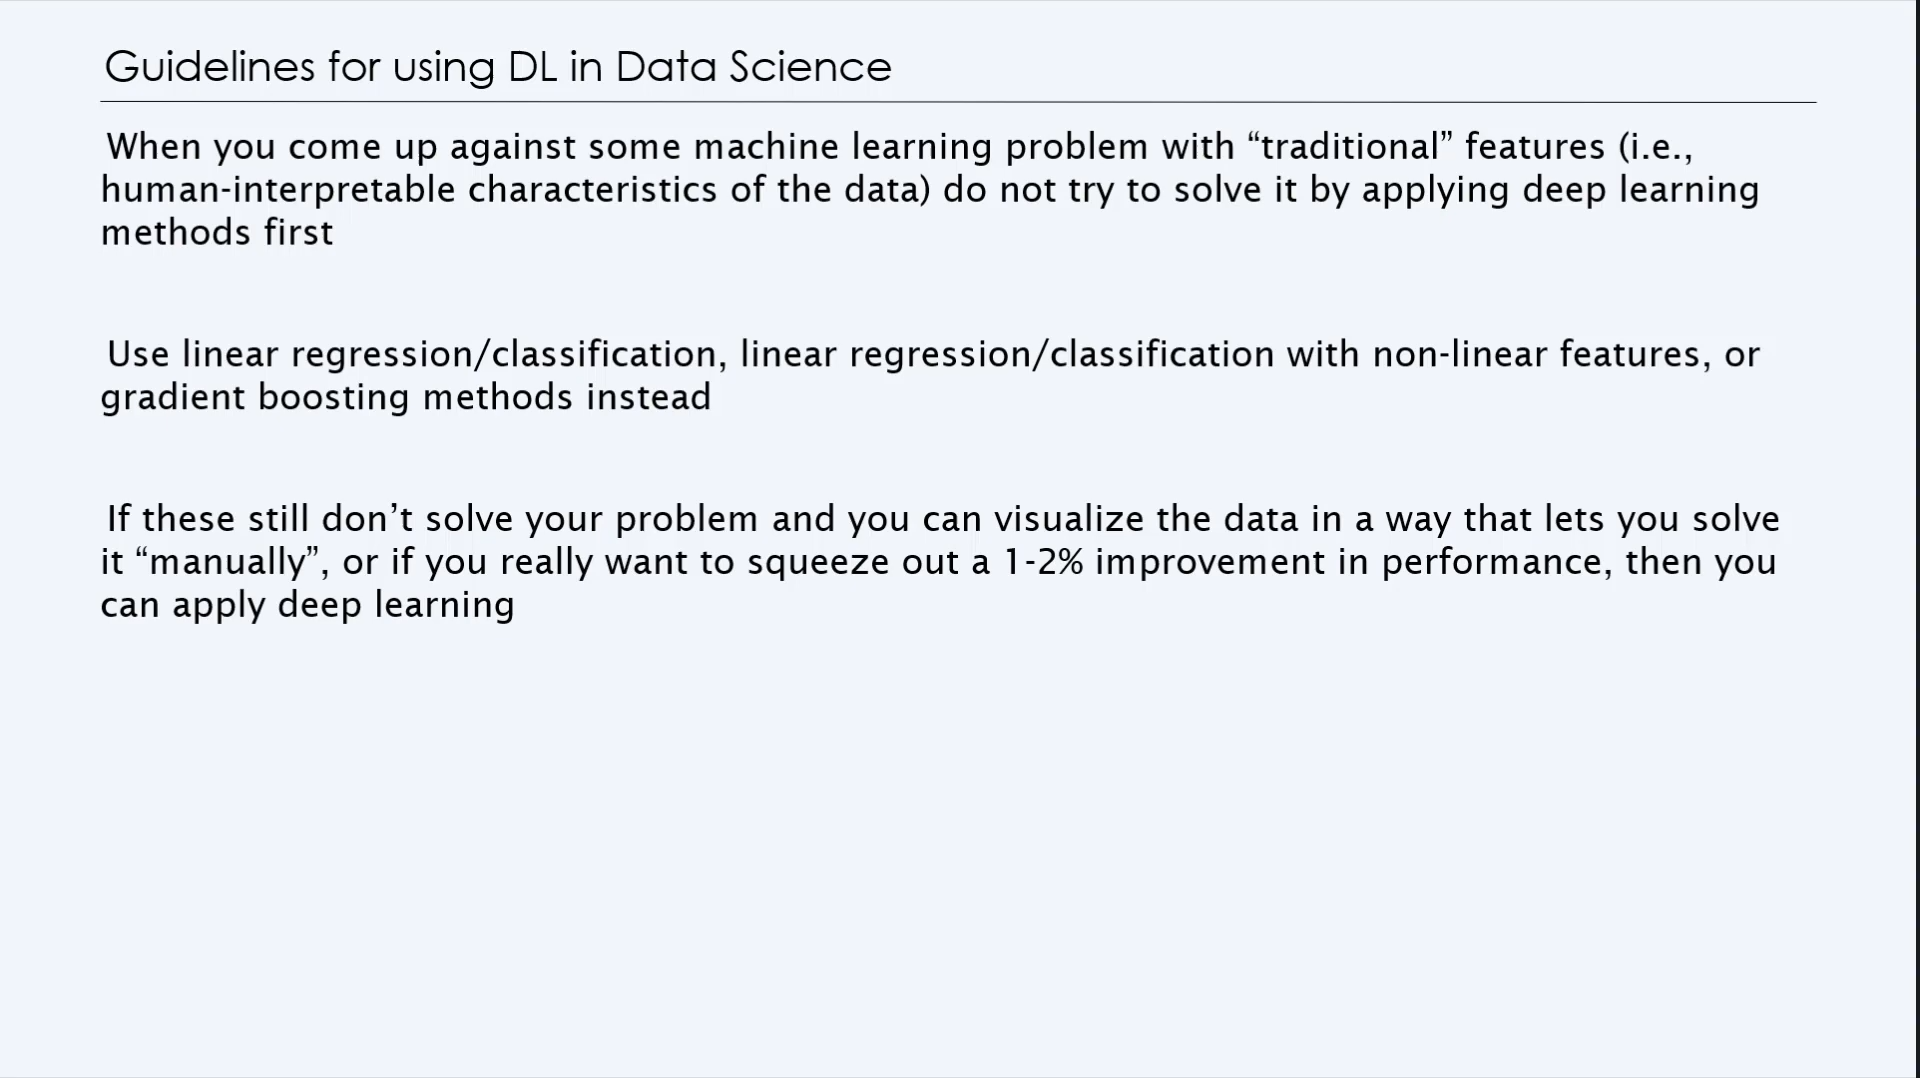 Guidelines for using DL in Data Science
When you come up against some machine learning problem with “traditional” features (i.e.,
human-interpretable characteristics of the data) do not try to solve it by applying deep learning
methods first
Use linear regression/classification, linear regression/classification with non-linear features, or
gradient boosting methods instead
If these still don’t solve your problem and you can visualize the data in a way that lets you solve
it “manually”, or if you really want to squeeze out a 1-2% improvement in performance, then you
can apply deep learning